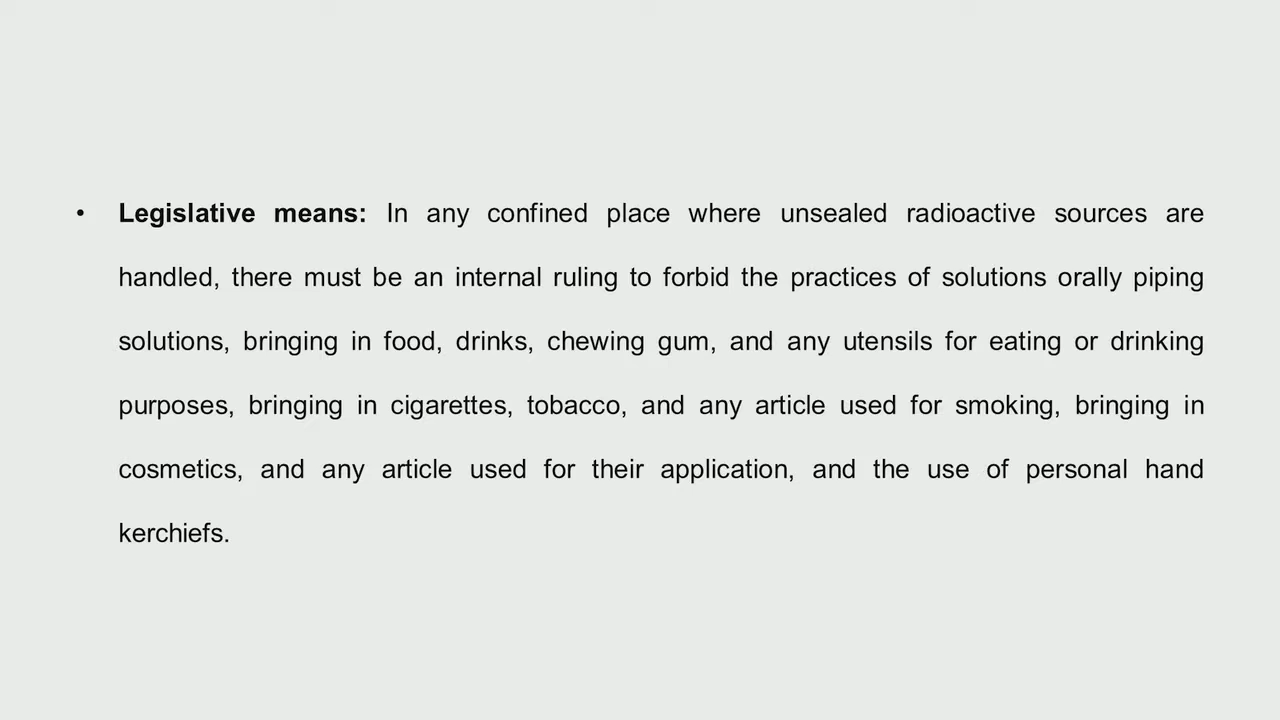 • Legislative means: In any confined place where unsealed radioactive sources are
handled, there must be an internal ruling to forbid the practices of solutions orally piping
solutions, bringing in food, drinks, chewing gum, and any utensils for eating or drinking
purposes, bringing in cigarettes, tobacco, and any article used for smoking, bringing in
cosmetics, and any article used for their application, and the use of personal hand
kerchiefs.